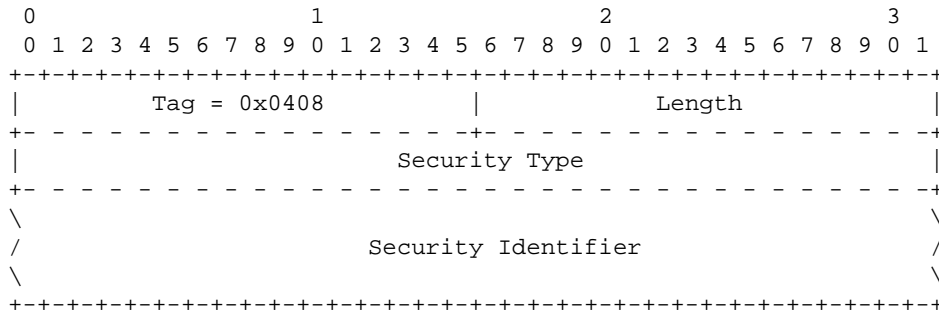 0                   1                   2                   3
 0 1 2 3 4 5 6 7 8 9 0 1 2 3 4 5 6 7 8 9 0 1 2 3 4 5 6 7 8 9 0 1
+-+-+-+-+-+-+-+-+-+-+-+-+-+-+-+-+-+-+-+-+-+-+-+-+-+-+-+-+-+-+-+-+
|         Tag = 0x0408          |            Length             |
+- - - - - - - - - - - - - - - -+- - - - - - - - - - - - - - - -+
|                          Security Type                        |
+- - - - - - - - - - - - - - - - - - - - - - - - - - - - - - - -+
\                                                               \
/                        Security Identifier                    /
\                                                               \
+-+-+-+-+-+-+-+-+-+-+-+-+-+-+-+-+-+-+-+-+-+-+-+-+-+-+-+-+-+-+-+-+